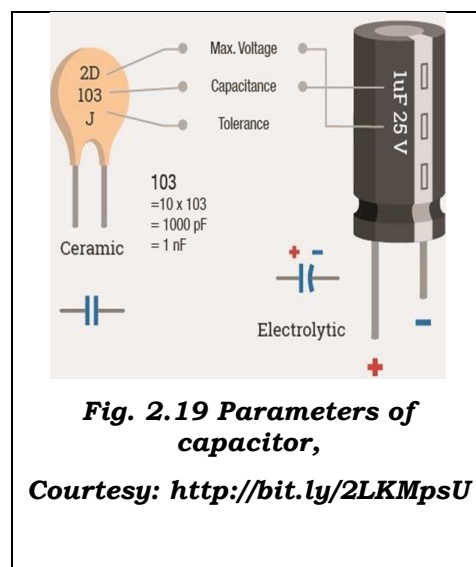 2D
103
J
Max. Voltage
Capacitance
Tolerance
1uF 25 V
103
=10 x 103
= 1000 pF
= 1 nF
Ceramic
+ -
Electrolytic
+
-
Fig. 2.19 Parameters of
capacitor,
Courtesy: http://bit.ly/2LKMpsU